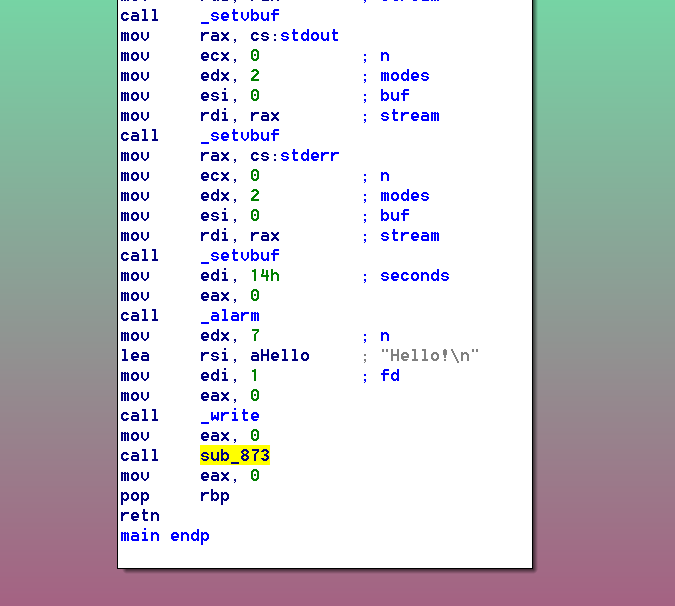 call _setvbuf
mov rax, cs:stdout
mov ecx, 0 ; n
mov edx, 2 ; modes
mov esi, 0 ; buf
mov rdi, rax ; stream
call _setvbuf
mov rax, cs:stderr
mov ecx, 0 ; n
mov edx, 2 ; modes
mov esi, 0 ; buf
mov rdi, rax ; stream
call _setvbuf
mov edi, 14h ; seconds
mov eax, 0
call _alarm
mov edx, 7 ; n
lea rsi, aHello ; "Hello!\n"
mov edi, 1 ; fd
mov eax, 0
call _write
mov eax, 0
call sub_873
mov eax, 0
pop rbp
retn
main endp